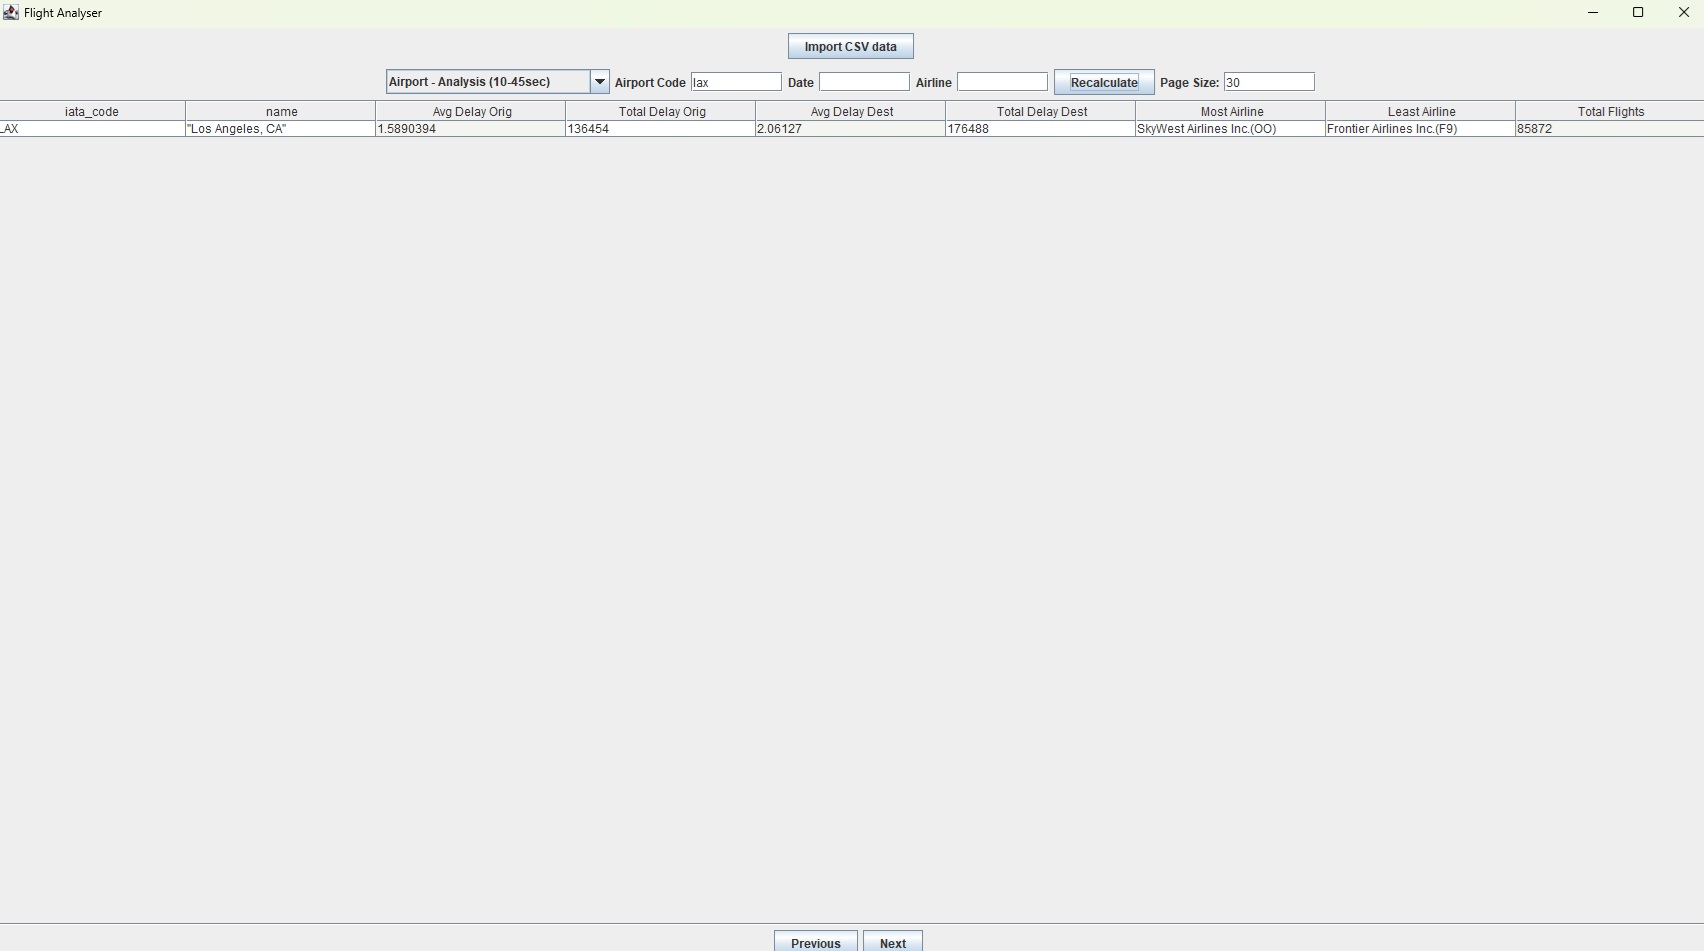 Flight Analyser
Import CSV data
Airport - Analysis (10-45sec) Airport Code lax Date Airline Recalculate Page Size: 30
iata_code name Avg Delay Orig Total Delay Orig Avg Delay Dest Total Delay Dest Most Airline Least Airline Total Flights
LAX "Los Angeles, CA" 1.5890394 136454 2.06127 176488 SkyWest Airlines Inc.(OO) Frontier Airlines Inc.(F9) 85872
Previous Next